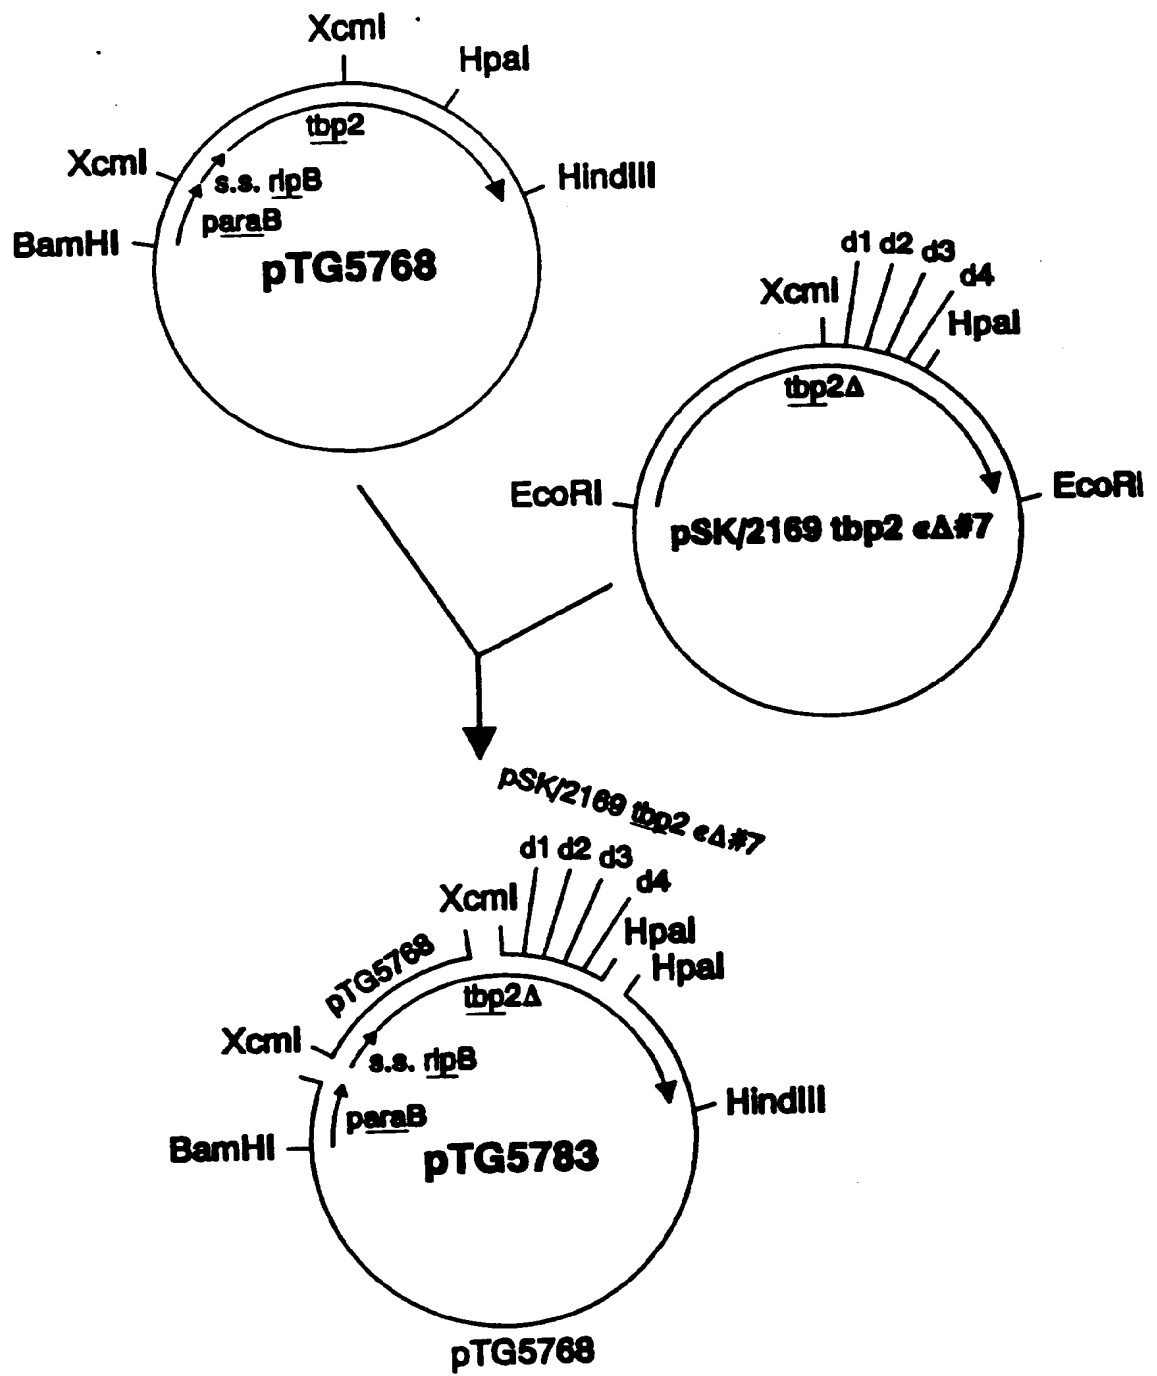 XcmI
HpaI
tbp2
XcmI
s.s. rlpB
HindIII
paraB
BamHI
pTG5768
d1 d2 d3 d4
XcmI
HpaI
tbp2Δ
EcoRI
EcoRI
pSK/2169 tbp2 eΔ#7
pSK/2169 tbp2 eΔ#7
d1 d2 d3 d4
XcmI
HpaI
HpaI
pTG5768
tbp2Δ
XcmI
s.s. rlpB
HindIII
paraB
BamHI
pTG5783
pTG5768